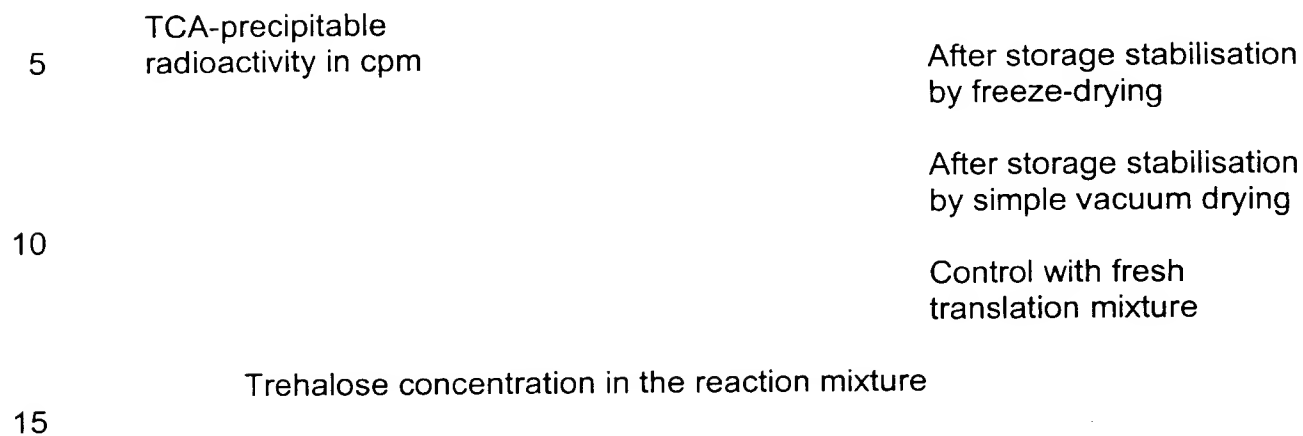 TCA-precipitable
5 radioactivity in cpm
After storage stabilisation
by freeze-drying
After storage stabilisation
by simple vacuum drying
10
Control with fresh
translation mixture
Trehalose concentration in the reaction mixture
15